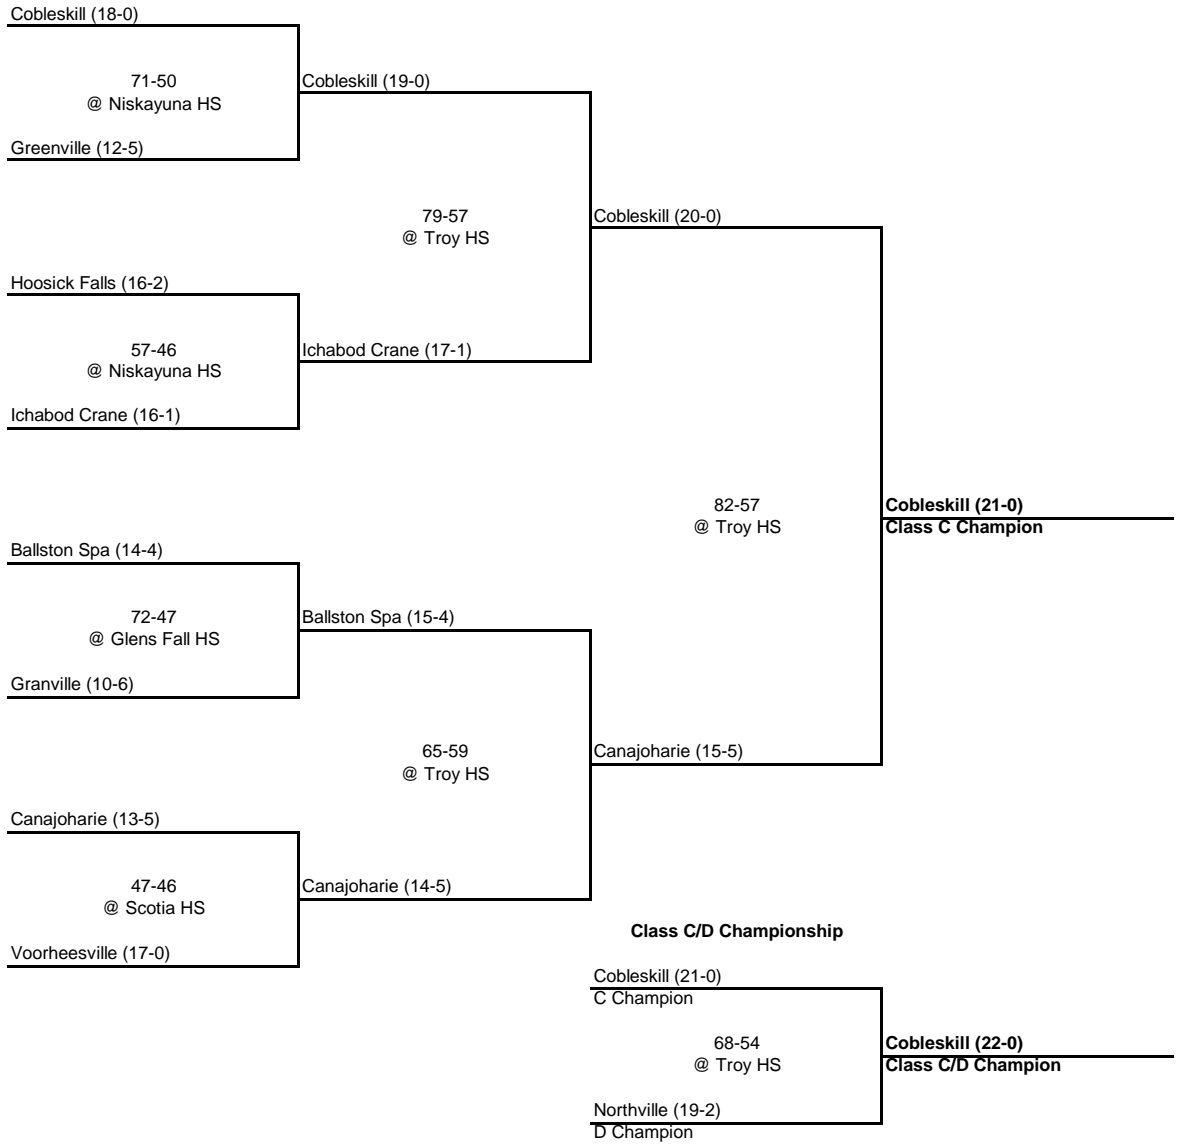 Cobleskill (18-0)
71-50
@ Niskayuna HS
Cobleskill (19-0)
Greenville (12-5)
79-57
@ Troy HS
Cobleskill (20-0)
Hoosick Falls (16-2)
57-46
@ Niskayuna HS
Ichabod Crane (17-1)
Ichabod Crane (16-1)
82-57
@ Troy HS
Cobleskill (21-0)
Class C Champion
Ballston Spa (14-4)
72-47
@ Glens Fall HS
Ballston Spa (15-4)
Granville (10-6)
65-59
@ Troy HS
Canajoharie (15-5)
Canajoharie (13-5)
47-46
@ Scotia HS
Canajoharie (14-5)
Voorheesville (17-0)
Class C/D Championship
Cobleskill (21-0)
C Champion
68-54
@ Troy HS
Cobleskill (22-0)
Class C/D Champion
Northville (19-2)
D Champion